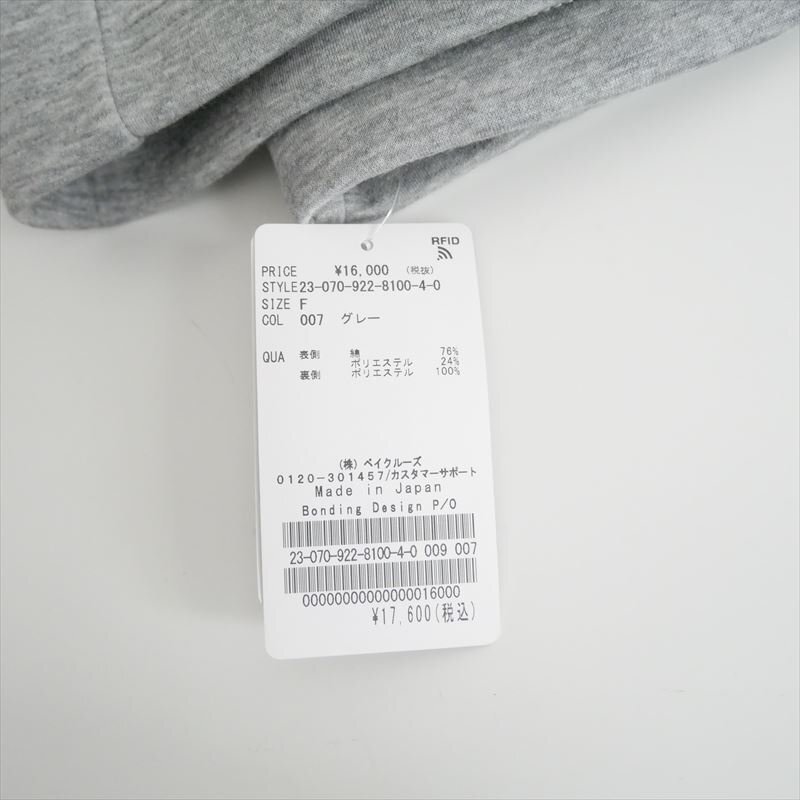 RFID
PRICE ¥16,000 (税抜)
STYLE23-070-922-8100-4-0
SIZE F
COL 007 グレー
QUA 表側 綿 76%
ポリエステル 24%
裏側 ポリエステル 100%
(株) ベイクルーズ
0120-301457/カスタマーサポート
Made in Japan
Bonding Design P/O
23-070-922-8100-4-0 009 007
00000000000000016000
¥17,600(税込)